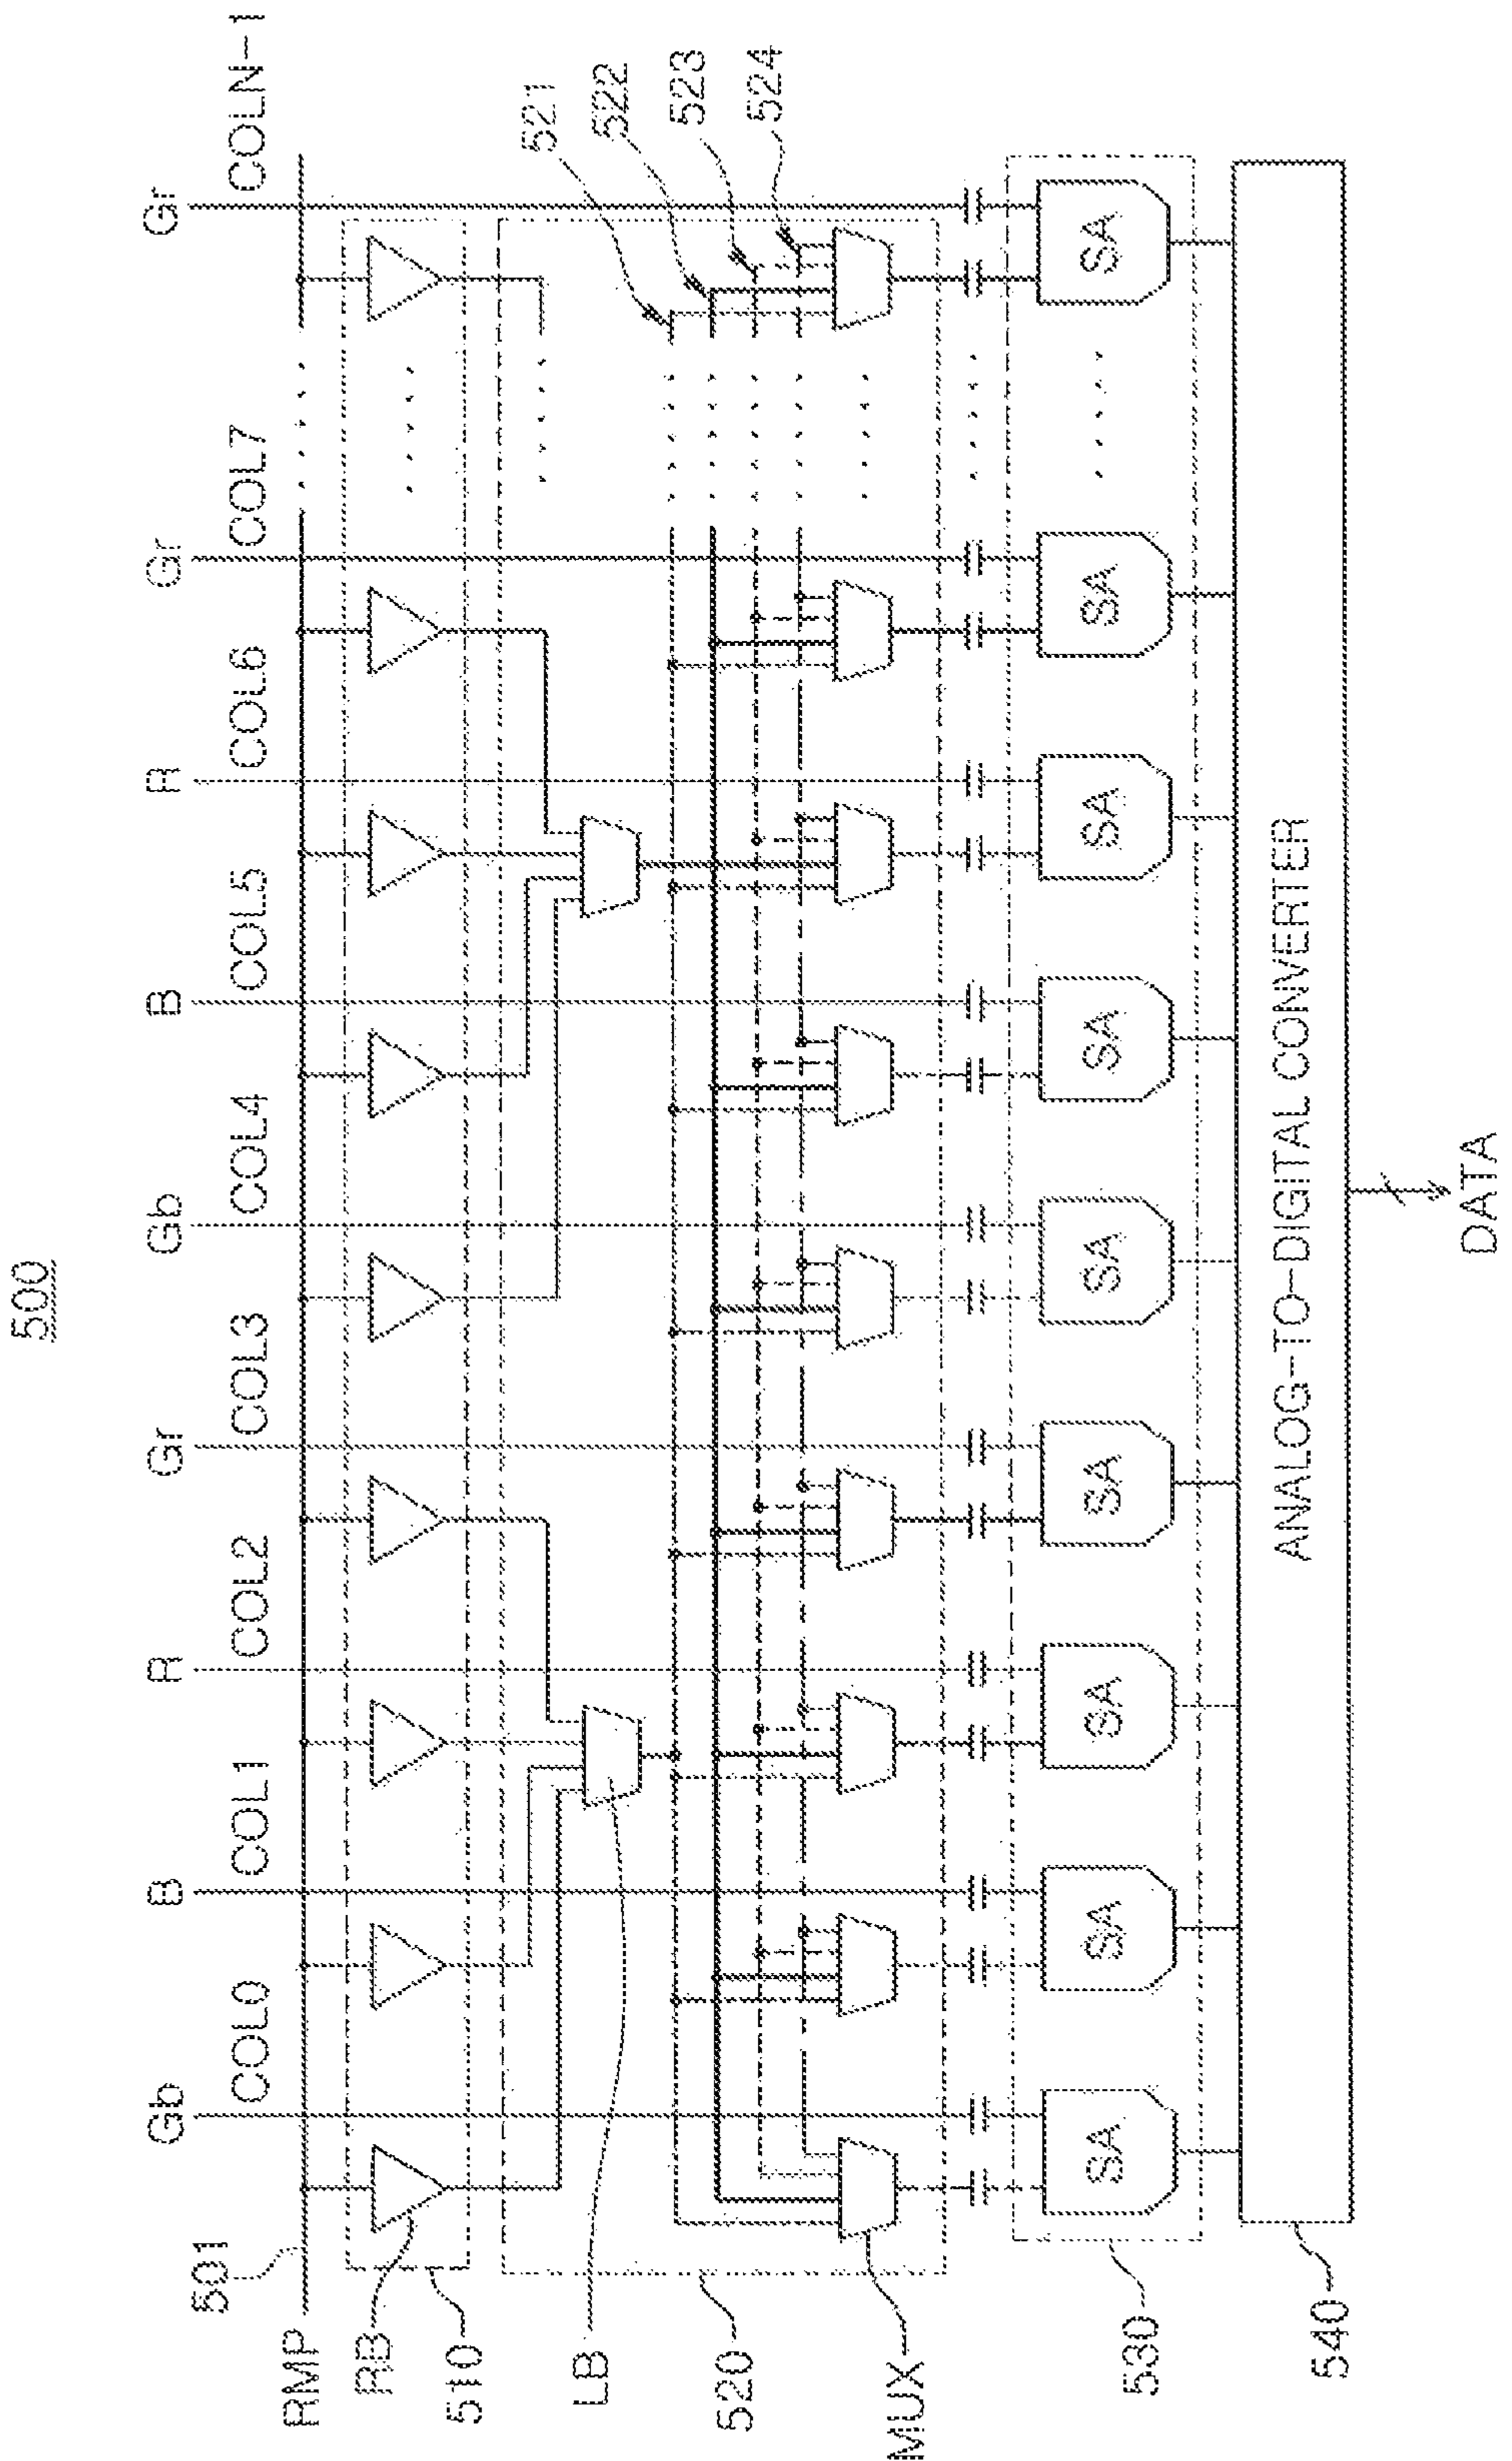 500
Gb B R Gr Gb B R Gr Gr
COL0 COL1 COL2 COL3 COL4 COL5 COL6 COL7 COLN-1
501
RMP
RB
510
LB
521
522
523
524
520
MUX
SA SA SA SA SA SA SA SA SA
530
ANALOG-TO-DIGITAL CONVERTER
540
DATA